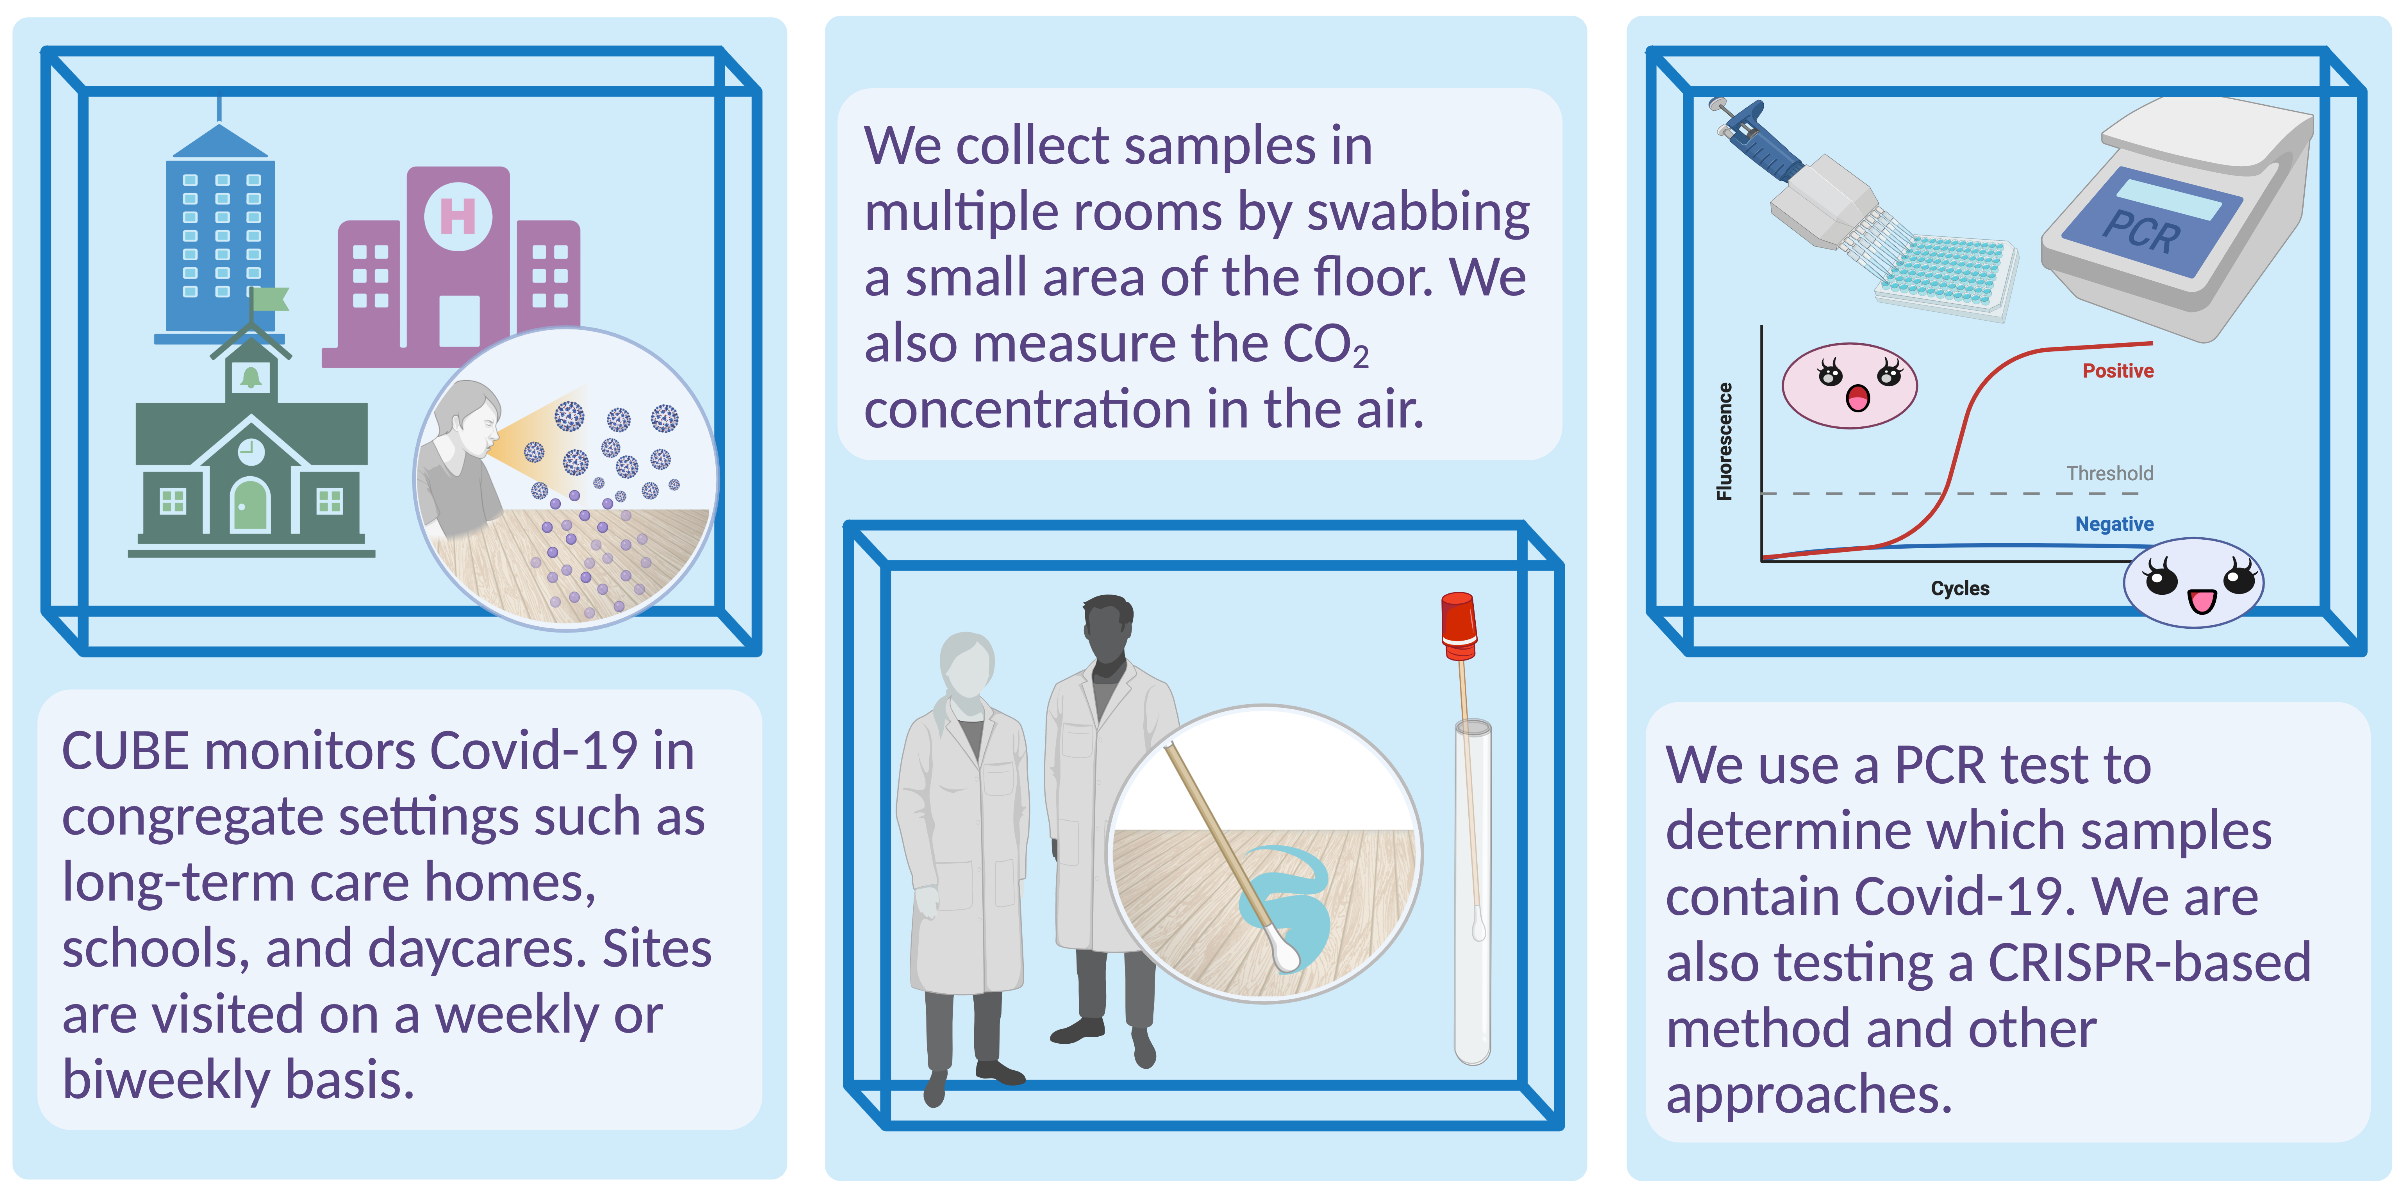 H
CUBE monitors Covid-19 in
congregate settings such as
long-term care homes,
schools, and daycares. Sites
are visited on a weekly or
biweekly basis.
We collect samples in
multiple rooms by swabbing
a small area of the floor. We
also measure the CO₂
concentration in the air.
PCR
Fluorescence
Positive
Threshold
Negative
Cycles
We use a PCR test to
determine which samples
contain Covid-19. We are
also testing a CRISPR-based
method and other
approaches.